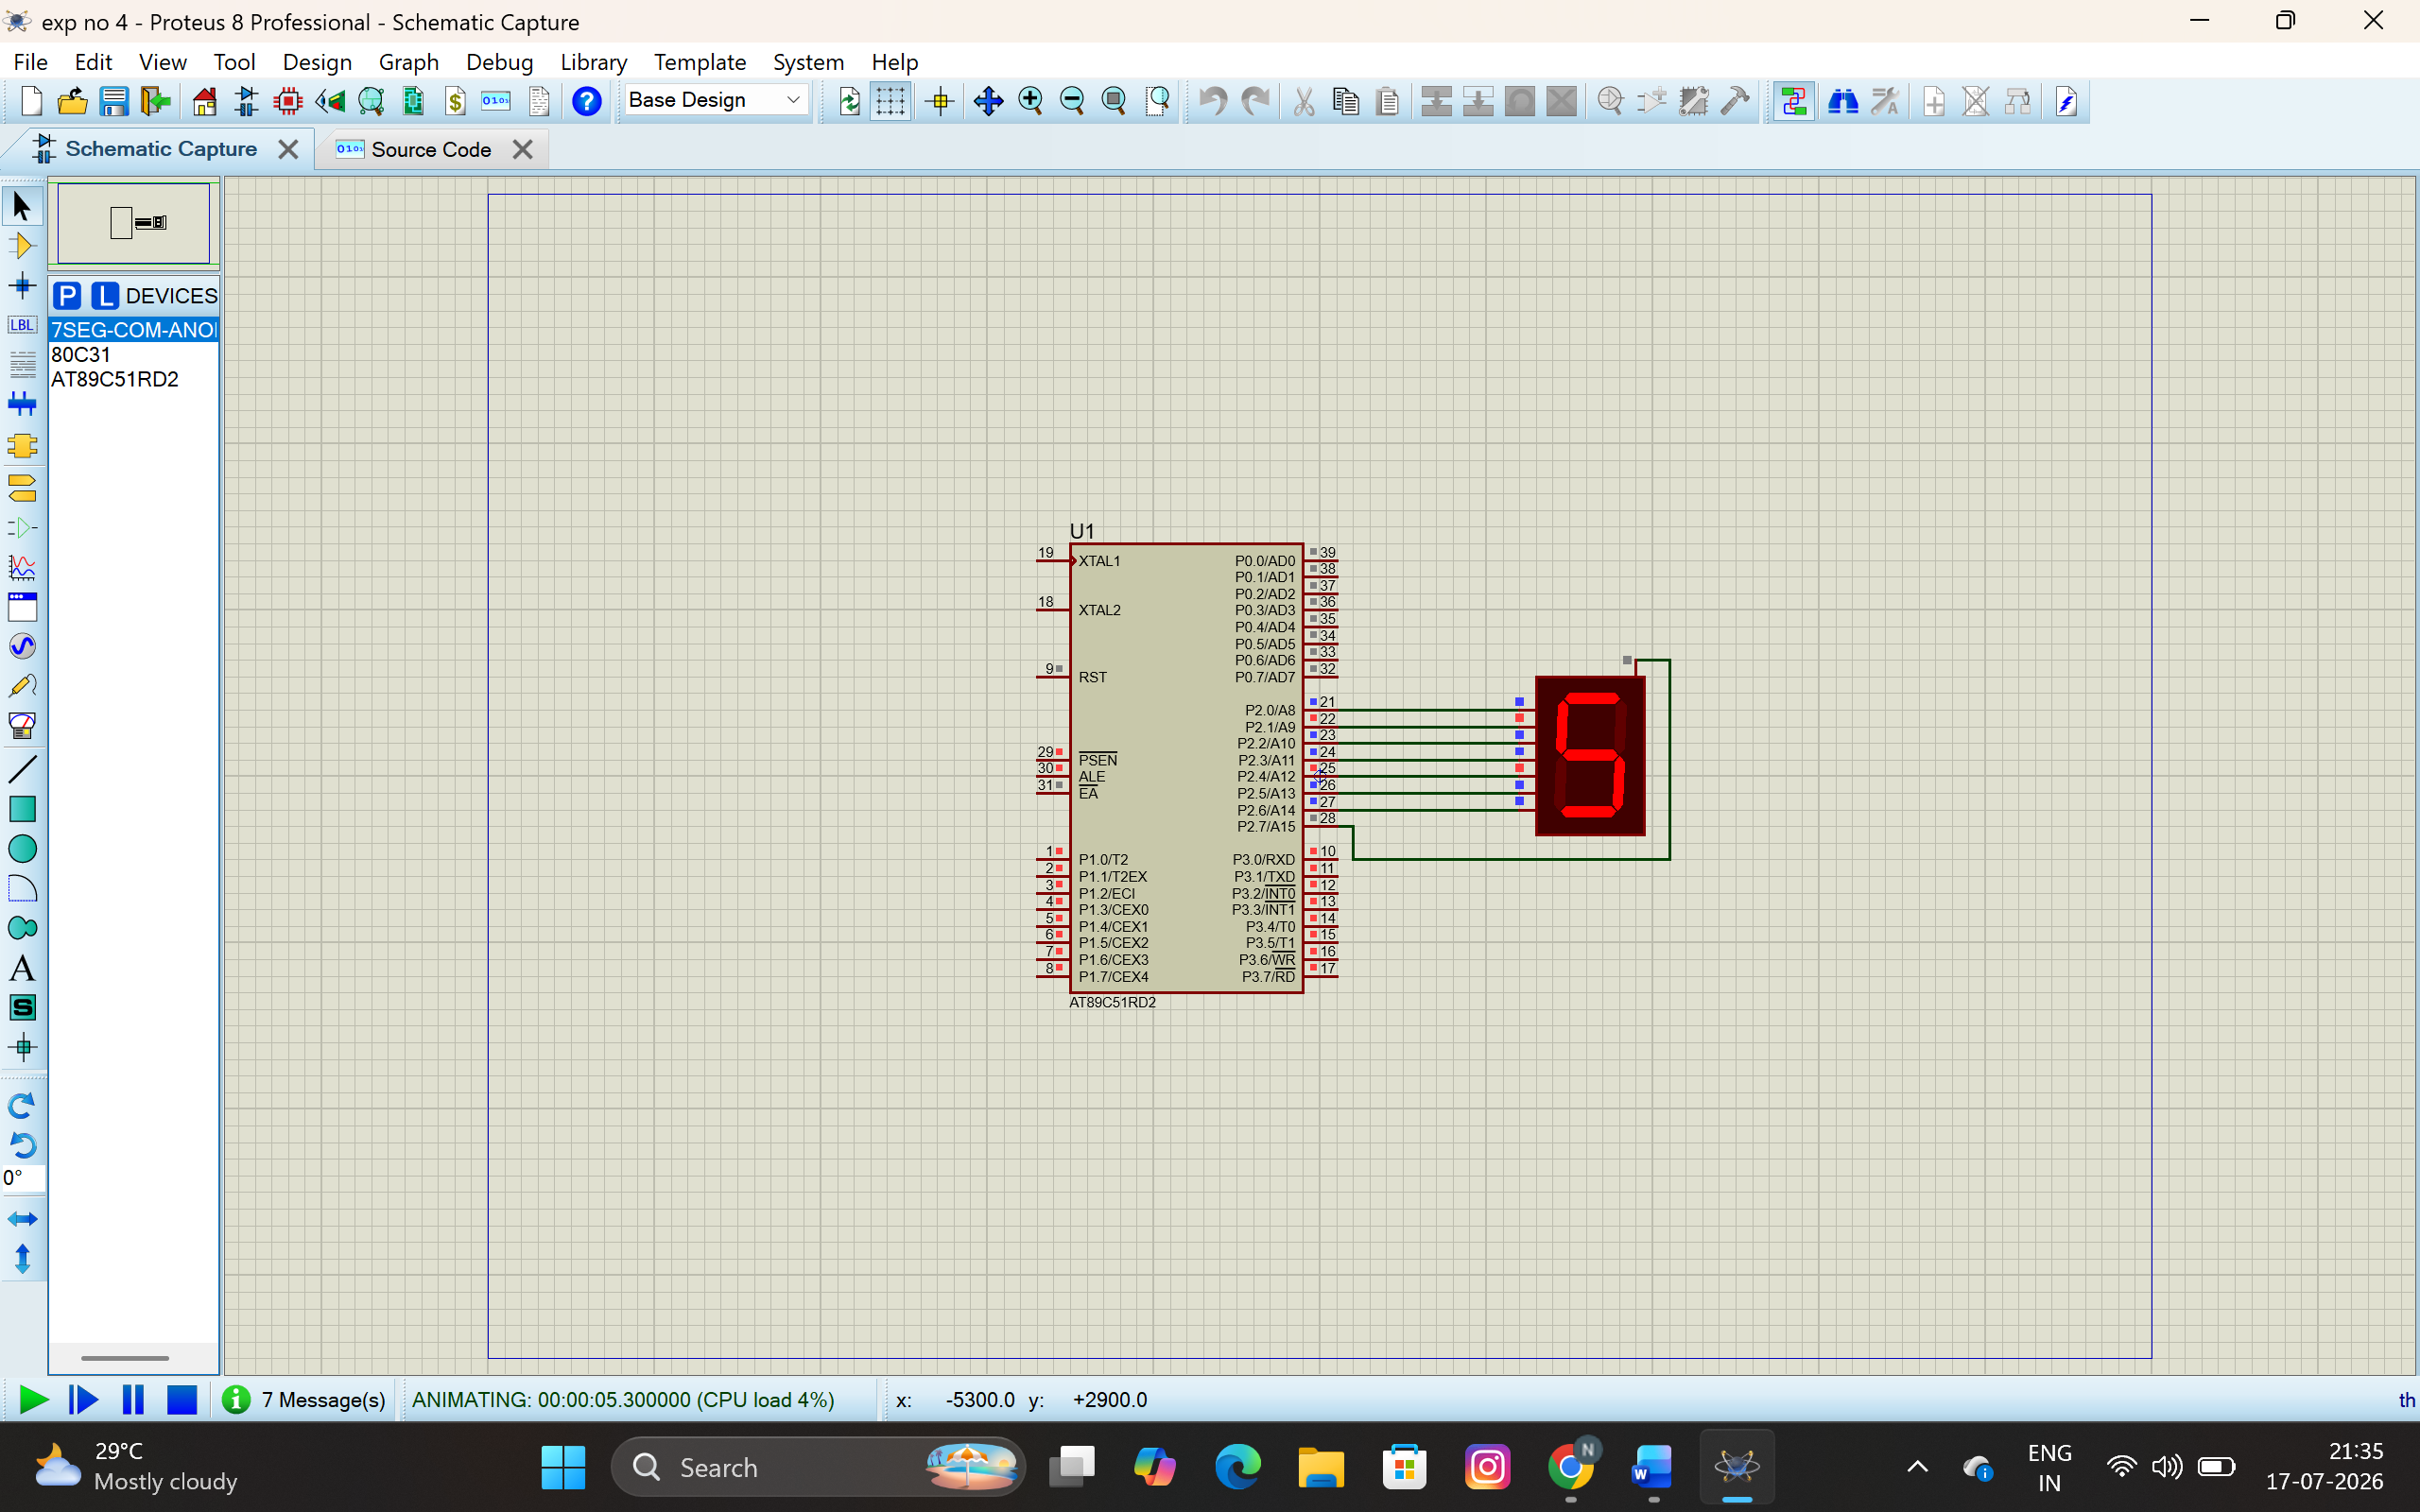 exp no 4 - Proteus 8 Professional - Schematic Capture
File Edit View Tool Design Graph Debug Library Template System Help
Base Design
Schematic Capture
Source Code
P L DEVICES
7SEG-COM-ANO
80C31
AT89C51RD2
LBL
A
S
0°
U1
19 XTAL1
18 XTAL2
9 RST
29 PSEN
30 ALE
31 EA
1 P1.0/T2
2 P1.1/T2EX
3 P1.2/ECI
4 P1.3/CEX0
5 P1.4/CEX1
6 P1.5/CEX2
7 P1.6/CEX3
8 P1.7/CEX4
P0.0/AD0 39
P0.1/AD1 38
P0.2/AD2 37
P0.3/AD3 36
P0.4/AD4 35
P0.5/AD5 34
P0.6/AD6 33
P0.7/AD7 32
P2.0/A8 21
P2.1/A9 22
P2.2/A10 23
P2.3/A11 24
P2.4/A12 25
P2.5/A13 26
P2.6/A14 27
P2.7/A15 28
P3.0/RXD 10
P3.1/TXD 11
P3.2/INT0 12
P3.3/INT1 13
P3.4/T0 14
P3.5/T1 15
P3.6/WR 16
P3.7/RD 17
AT89C51RD2
5
7 Message(s)
ANIMATING: 00:00:05.300000 (CPU load 4%)
x: -5300.0 y: +2900.0
th
29°C
Mostly cloudy
Search
N
ENG
IN
21:35
17-07-2026